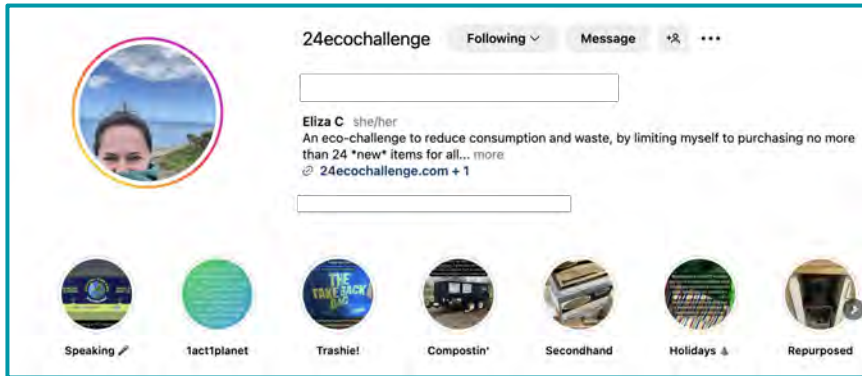 24ecochallenge Following Message
Eliza C she/her
An eco-challenge to reduce consumption and waste, by limiting myself to purchasing no more
than 24 *new* items for all... more
24ecochallenge.com + 1
THE
TAKE BACK
BAG
Speaking 🎤 1act1planet Trashie! Compostin' Secondhand Holidays 🎄 Repurposed